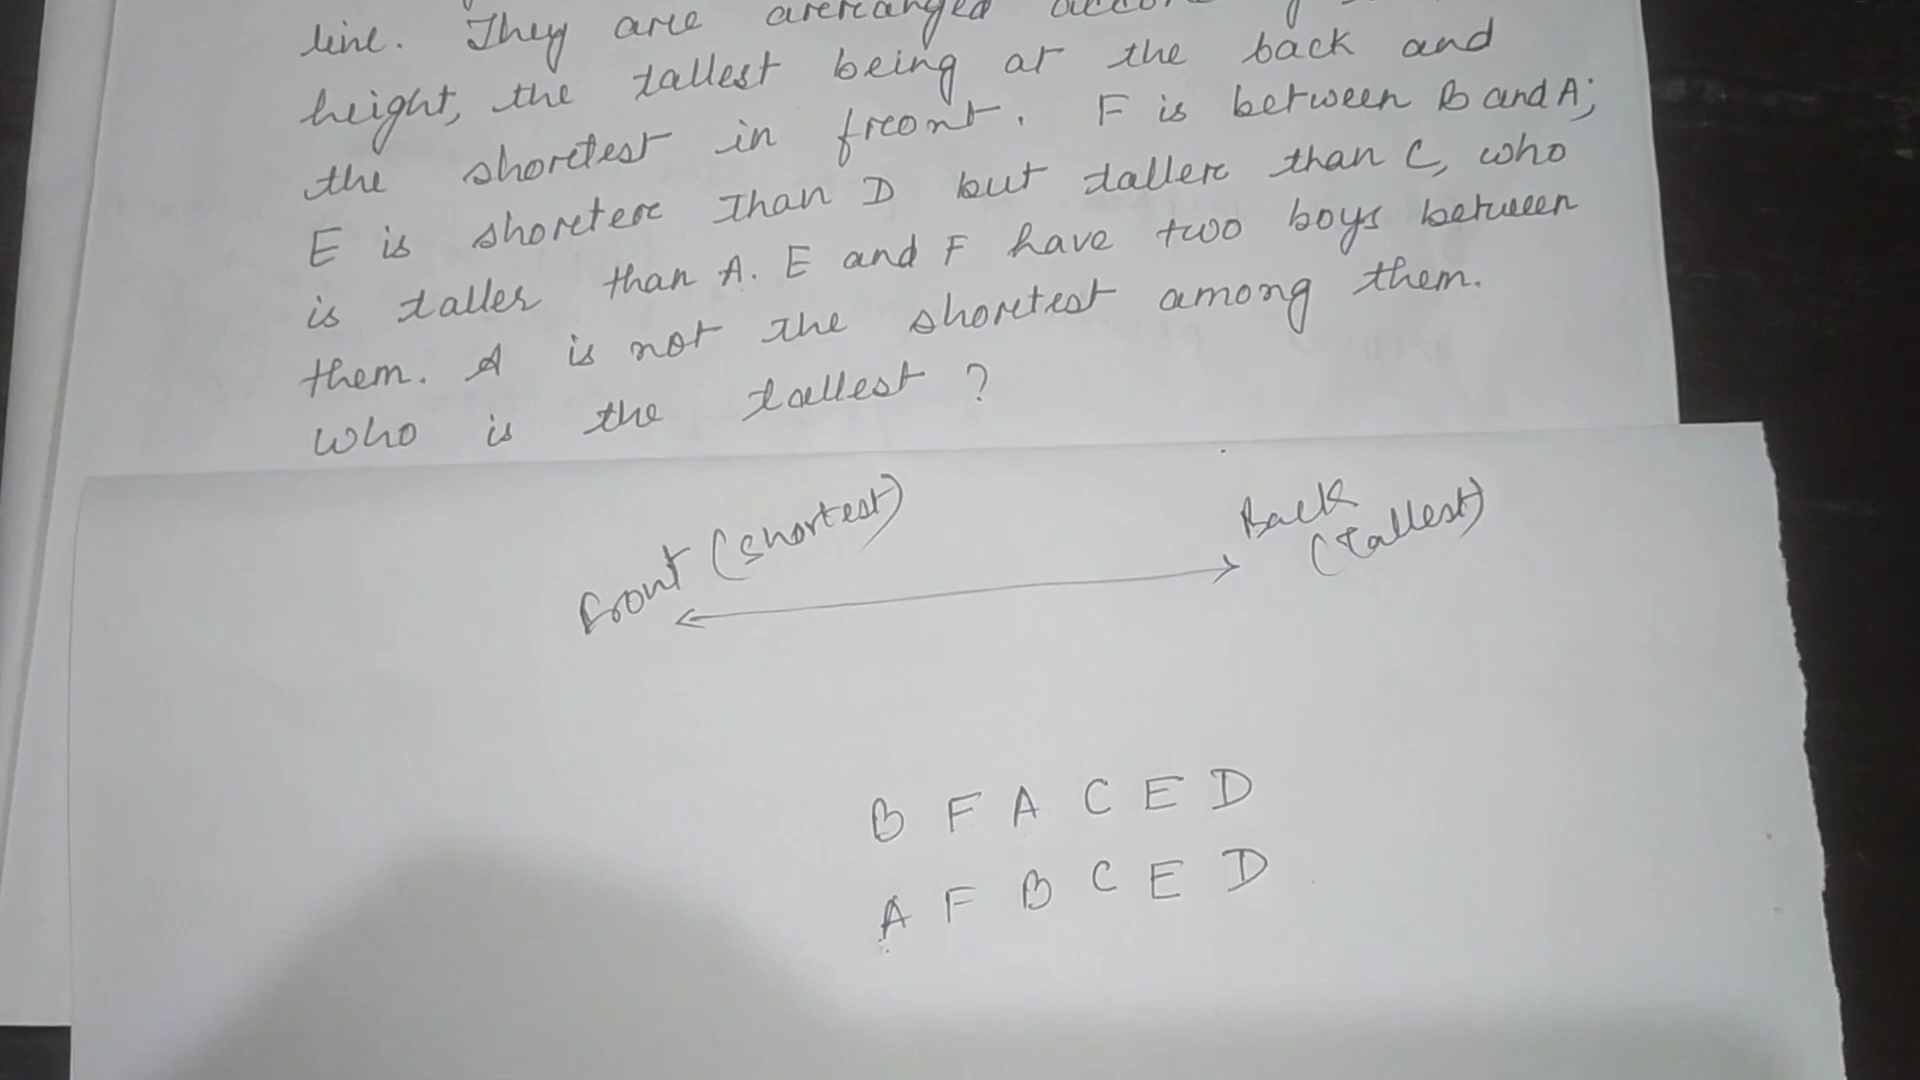 line. They are arranged
height, the tallest being at the back and
the shortest in front. F is between B and A;
E is shorter than D but taller than C, who
is taller than A. E and F have two boys between
them. A is not the shortest among them.
who is the tallest ?
front (shortest)
Back
(tallest)
B F A C E D
A F B C E D